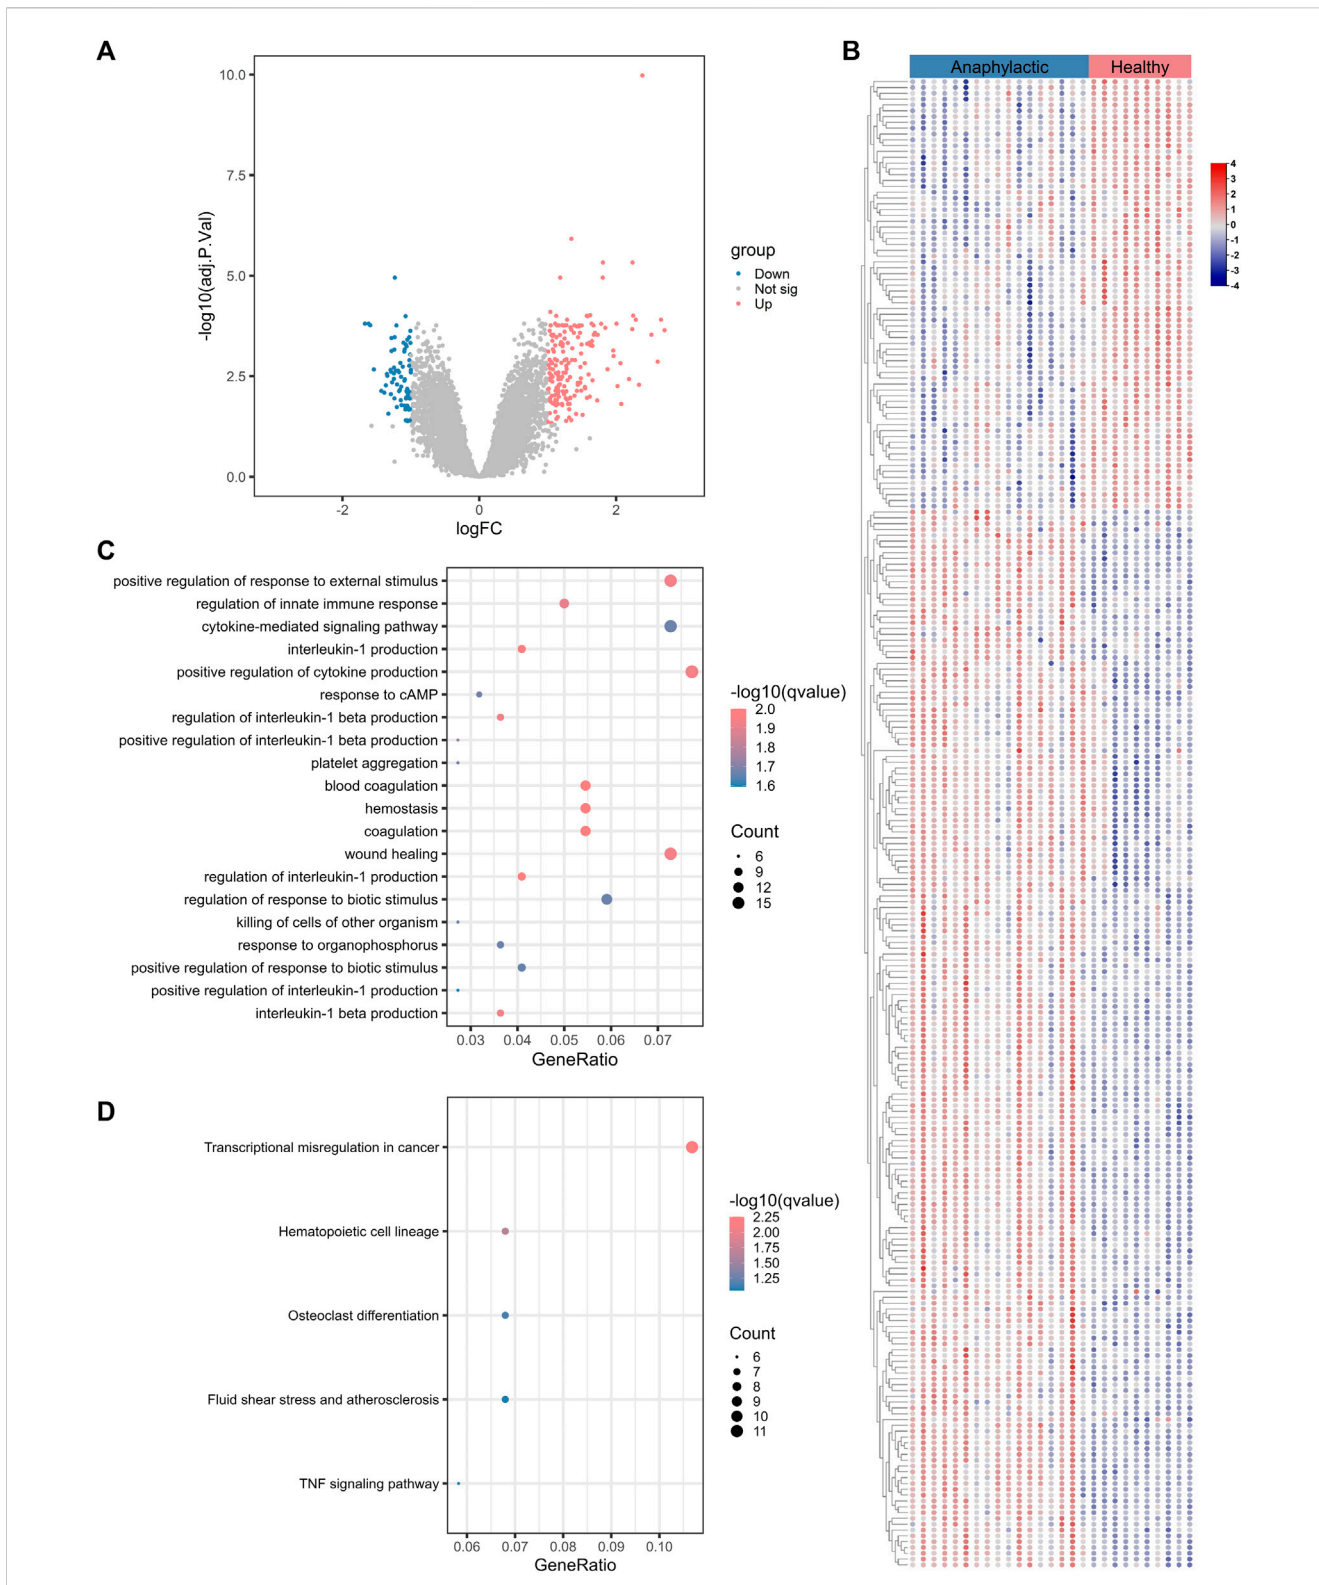 A
10.0
7.5
5.0
2.5
0.0
-log10(adj.P.Val)
-2
0
2
logFC
group
Down
Not sig
Up
B
Anaphylactic
Healthy
4
3
2
1
0
-1
-2
-3
-4
C
positive regulation of response to external stimulus
regulation of innate immune response
cytokine-mediated signaling pathway
interleukin-1 production
positive regulation of cytokine production
response to cAMP
regulation of interleukin-1 beta production
positive regulation of interleukin-1 beta production
platelet aggregation
blood coagulation
hemostasis
coagulation
wound healing
regulation of interleukin-1 production
regulation of response to biotic stimulus
killing of cells of other organism
response to organophosphorus
positive regulation of response to biotic stimulus
positive regulation of interleukin-1 production
interleukin-1 beta production
0.03
0.04
0.05
0.06
0.07
GeneRatio
-log10(qvalue)
2.0
1.9
1.8
1.7
1.6
Count
6
9
12
15
D
Transcriptional misregulation in cancer
Hematopoietic cell lineage
Osteoclast differentiation
Fluid shear stress and atherosclerosis
TNF signaling pathway
0.06
0.07
0.08
0.09
0.10
GeneRatio
-log10(qvalue)
2.25
2.00
1.75
1.50
1.25
Count
6
7
8
9
10
11